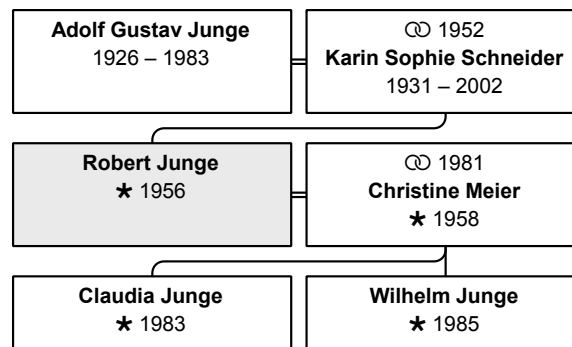 Adolf Gustav Junge
1926 – 1983
⚭ 1952
Karin Sophie Schneider
1931 – 2002
Robert Junge
★ 1956
⚭ 1981
Christine Meier
★ 1958
Claudia Junge
★ 1983
Wilhelm Junge
★ 1985